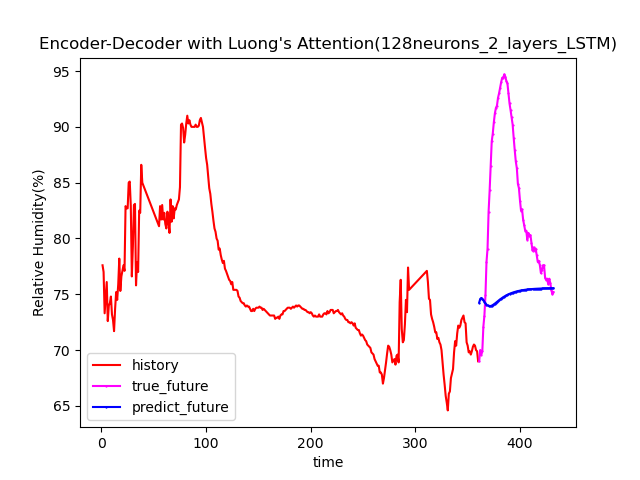 Encoder-Decoder with Luong's Attention(128neurons_2_layers_LSTM)
Relative Humidity(%)
95
90
85
80
75
70
65
history
true_future
predict_future
0 100 200 300 400
time